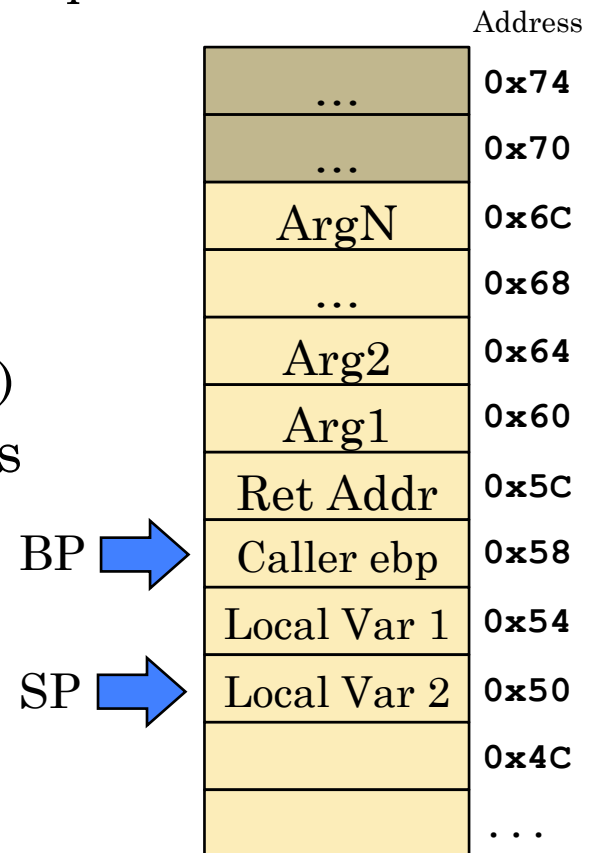 Address
... 0x74
... 0x70
ArgN 0x6C
... 0x68
Arg2 0x64
)
Arg1 0x60
s
Ret Addr 0x5C
BP Caller ebp 0x58
Local Var 1 0x54
SP Local Var 2 0x50
0x4C
...